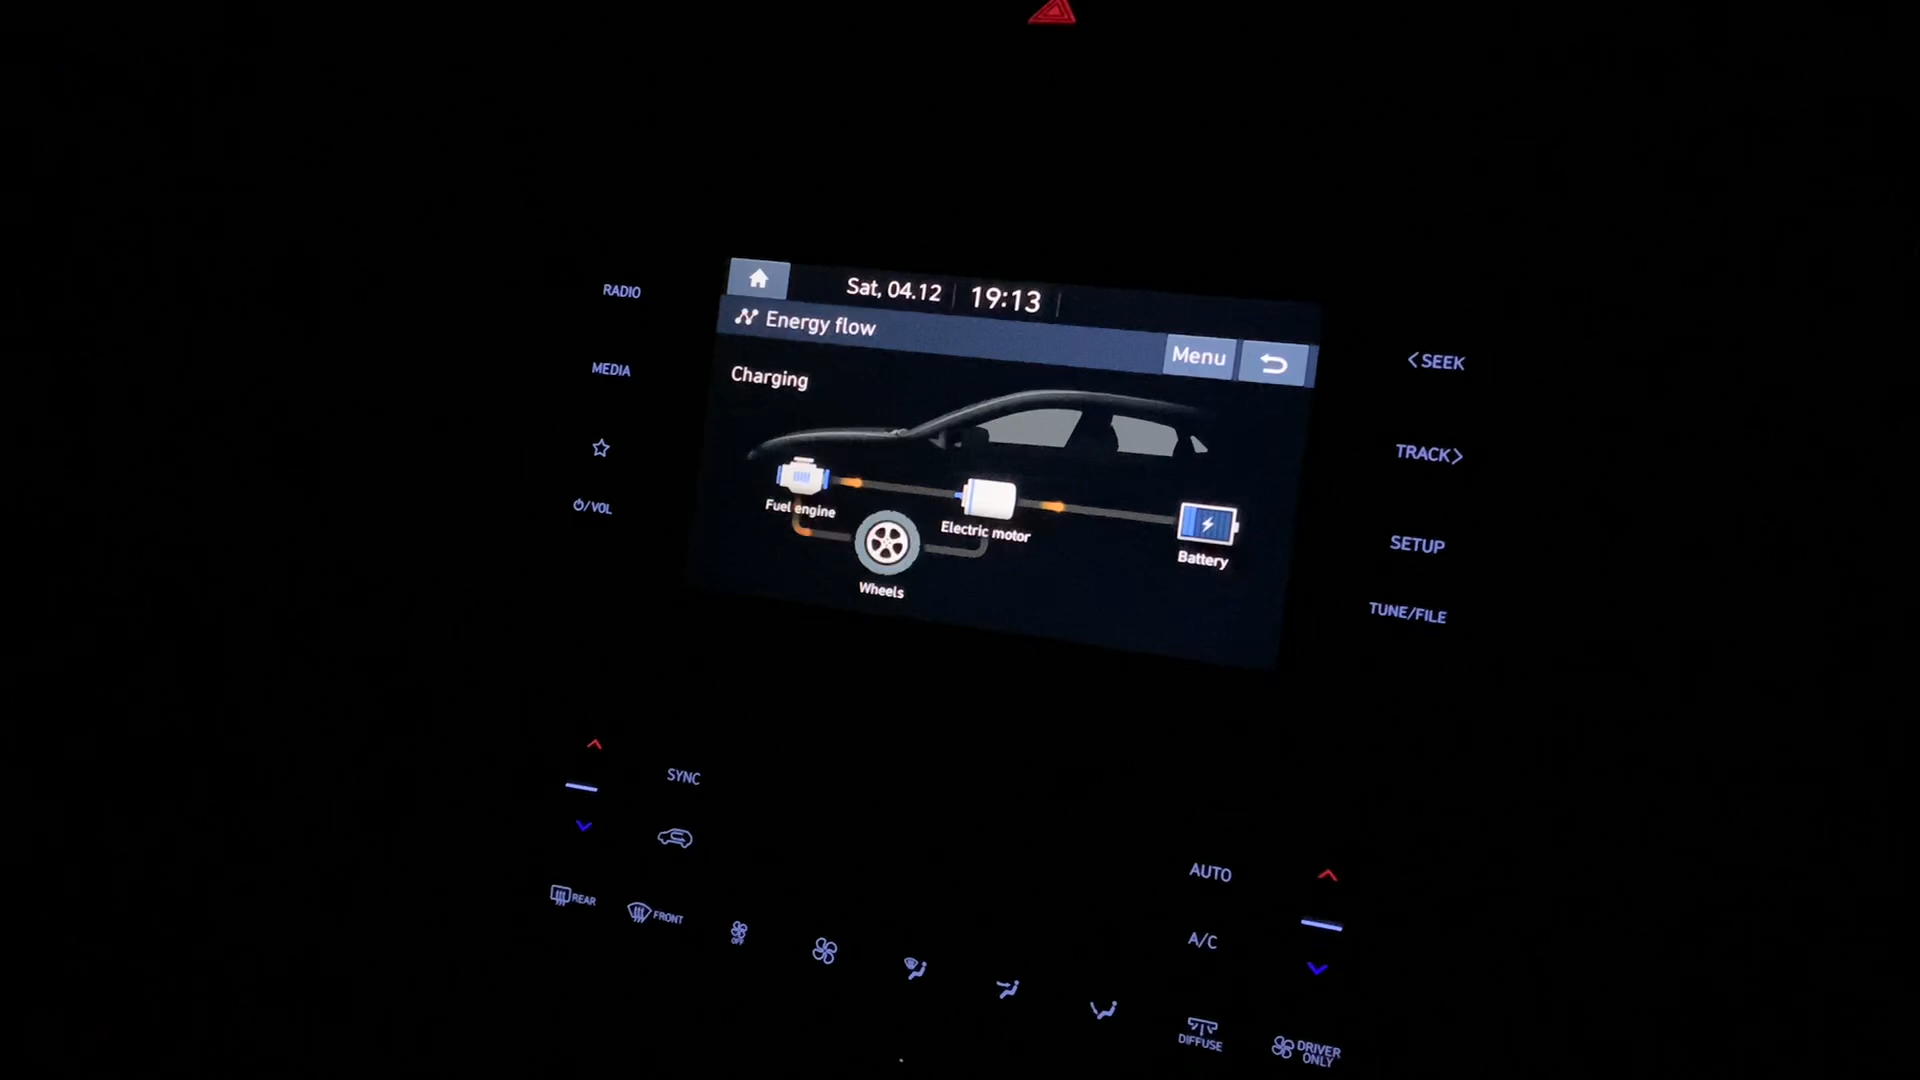 RADIO
MEDIA
/VOL
Sat, 04.12
19:13
Energy flow
Menu
Charging
Fuel engine
Electric motor
Battery
Wheels
<SEEK
TRACK>
SETUP
TUNE/FILE
SYNC
REAR
FRONT
OFF
AUTO
A/C
DIFFUSE
DRIVER
ONLY